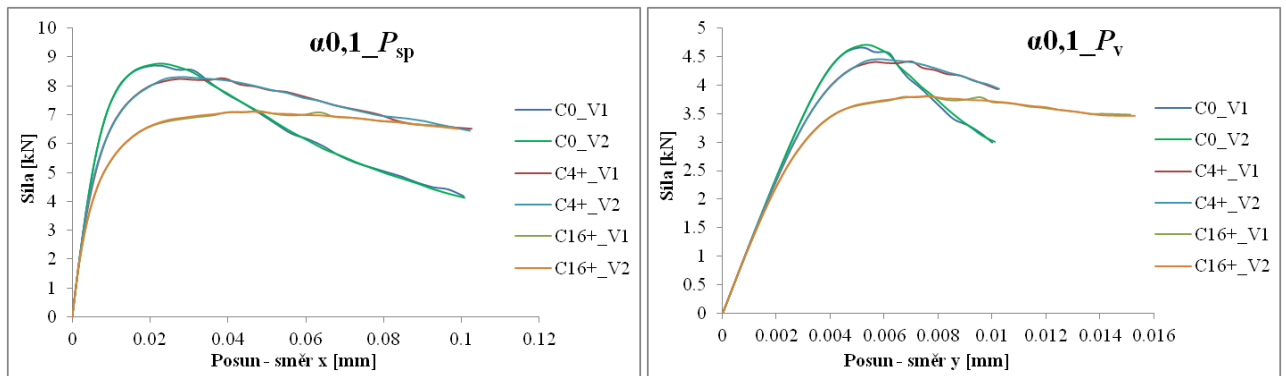 α0,1_Psp
10
9
8
7
6
5
4
3
2
1
0
Síla [kN]
0 0.02 0.04 0.06 0.08 0.1 0.12
Posun - směr x [mm]
C0_V1
C0_V2
C4+_V1
C4+_V2
C16+_V1
C16+_V2
α0,1_Pv
5
4.5
4
3.5
3
2.5
2
1.5
1
0.5
0
Síla [kN]
0 0.002 0.004 0.006 0.008 0.01 0.012 0.014 0.016
Posun - směr y [mm]
C0_V1
C0_V2
C4+_V1
C4+_V2
C16+_V1
C16+_V2